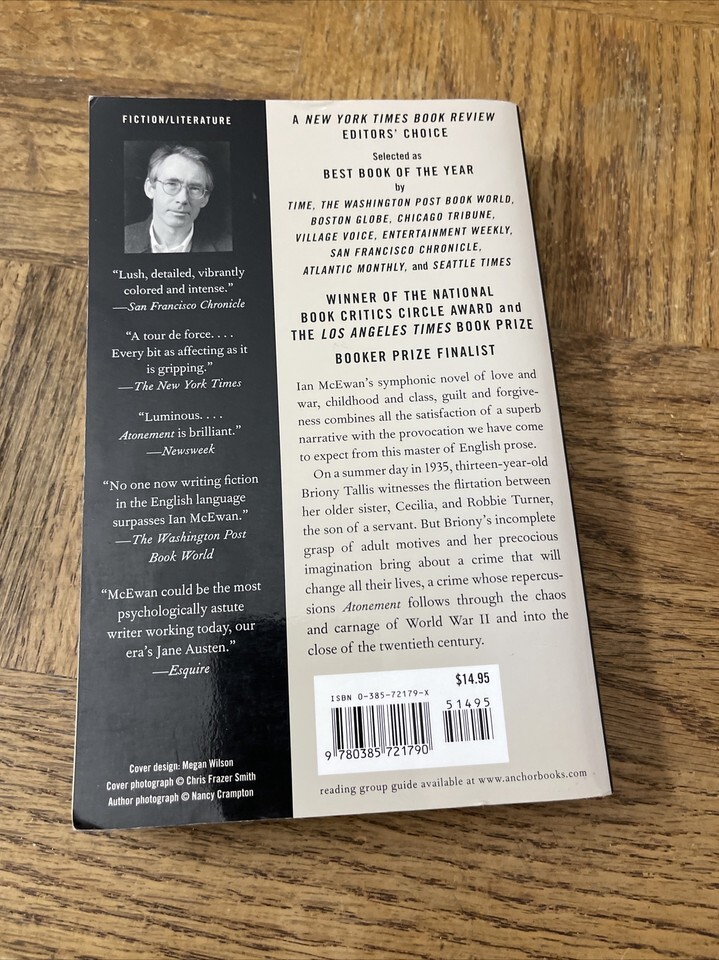 FICTION/LITERATURE
“Lush, detailed, vibrantly
colored and intense.”
—San Francisco Chronicle
“A tour de force. . . .
Every bit as affecting as it
is gripping.”
—The New York Times
“Luminous. . . .
Atonement is brilliant.”
—Newsweek
“No one now writing fiction
in the English language
surpasses Ian McEwan.”
—The Washington Post
Book World
“McEwan could be the most
psychologically astute
writer working today, our
era’s Jane Austen.”
—Esquire
Cover design: Megan Wilson
Cover photograph © Chris Frazer Smith
Author photograph © Nancy Crampton
A NEW YORK TIMES BOOK REVIEW
EDITORS’ CHOICE
Selected as
BEST BOOK OF THE YEAR
by
TIME, THE WASHINGTON POST BOOK WORLD,
BOSTON GLOBE, CHICAGO TRIBUNE,
VILLAGE VOICE, ENTERTAINMENT WEEKLY,
SAN FRANCISCO CHRONICLE,
ATLANTIC MONTHLY, and SEATTLE TIMES
WINNER OF THE NATIONAL
BOOK CRITICS CIRCLE AWARD and
THE LOS ANGELES TIMES BOOK PRIZE
BOOKER PRIZE FINALIST
Ian McEwan’s symphonic novel of love and
war, childhood and class, guilt and forgive-
ness combines all the satisfaction of a superb
narrative with the provocation we have come
to expect from this master of English prose.
On a summer day in 1935, thirteen-year-old
Briony Tallis witnesses the flirtation between
her older sister, Cecilia, and Robbie Turner,
the son of a servant. But Briony’s incomplete
grasp of adult motives and her precocious
imagination bring about a crime that will
change all their lives, a crime whose repercus-
sions Atonement follows through the chaos
and carnage of World War II and into the
close of the twentieth century.
$14.95
ISBN 0-385-72179-X
51495
9 780385 721790
reading group guide available at www.anchorbooks.com